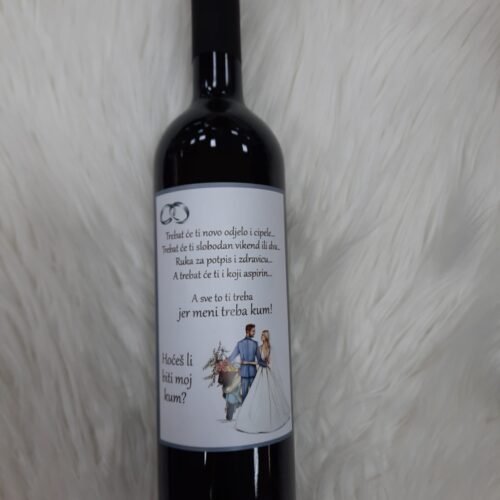 Trebat će ti novo odjelo i cipele...
Trebat će ti slobodan vikend ili dva...
Ruka za potpis i zdravicu...
A trebat će ti i koji aspirin...
A sve to ti treba
jer meni treba kum!
Hoćeš li
biti moj
kum?